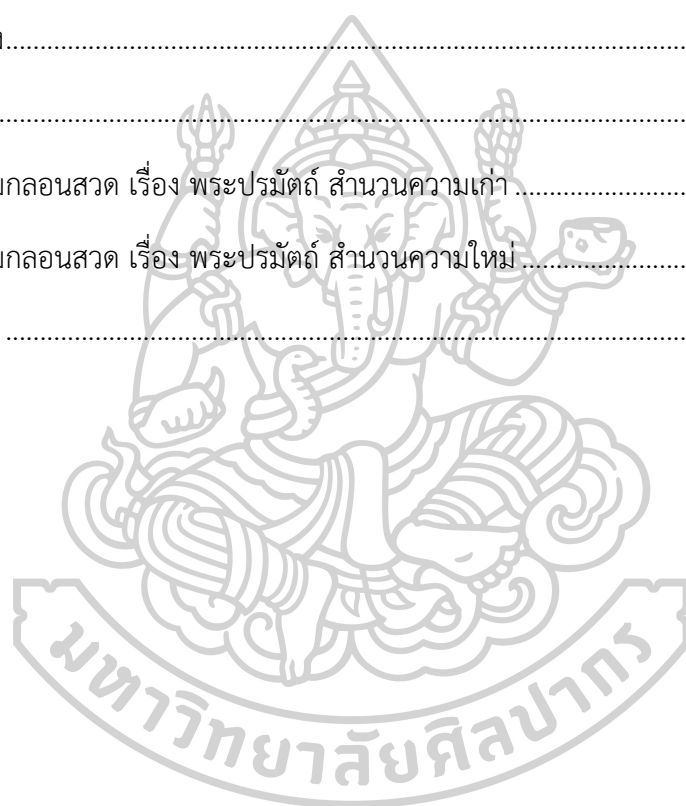 .....................................................................................................
.....................................................................................................
กลอนสวด เรื่อง พระปรมัตถ์ สำนวนความเก่า .........................
กลอนสวด เรื่อง พระปรมัตถ์ สำนวนความใหม่ ........................
.....................................................................................................
มหาวิทยาลัยศิลปากร